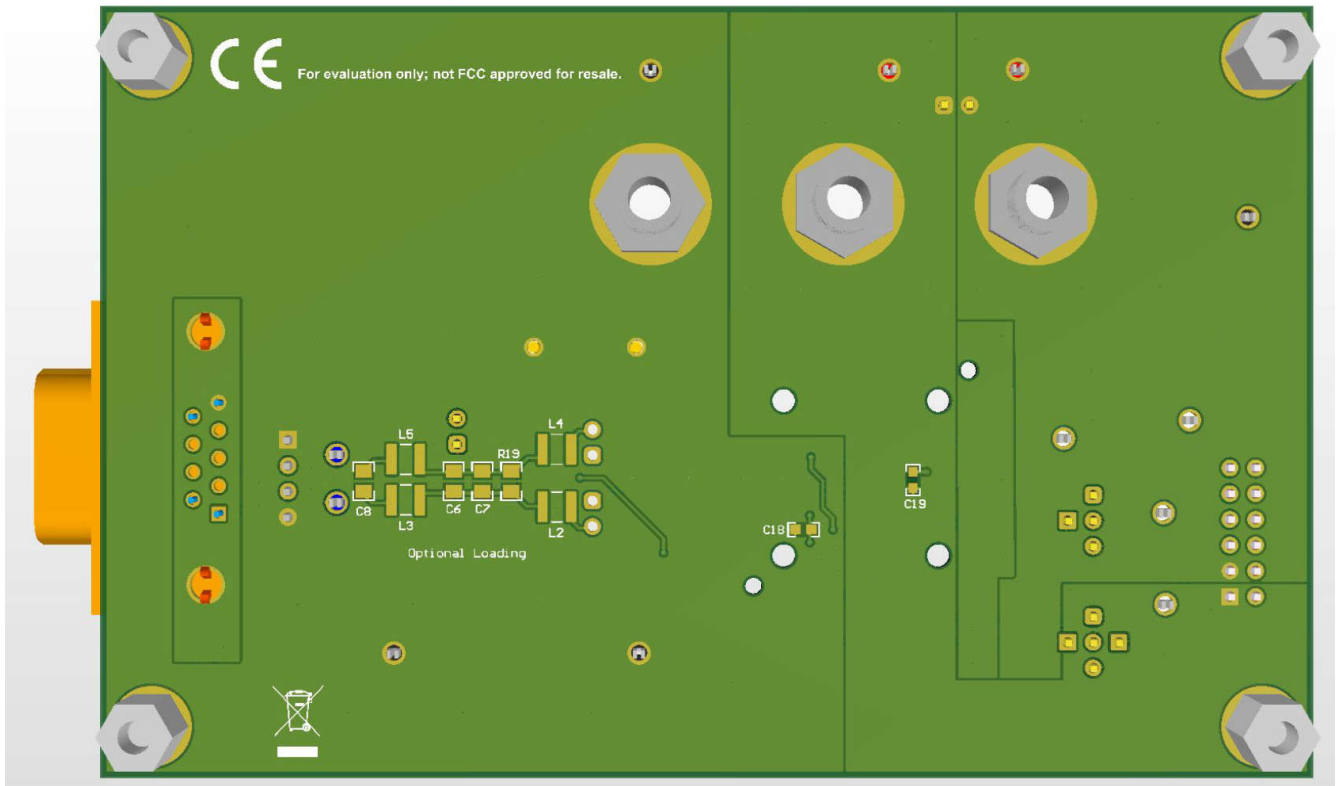 CE For evaluation only; not FCC approved for resale.
L5
L4
R19
C8
L3
C6
C7
L2
C18
C19
Optional Loading